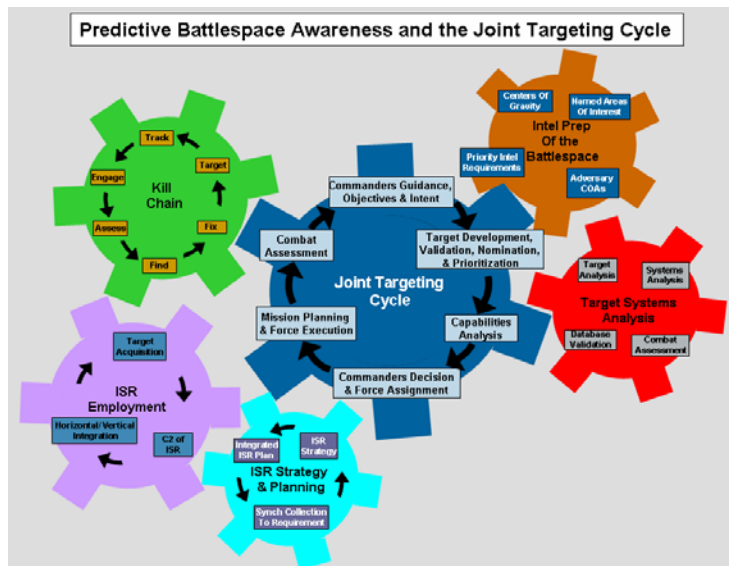 Predictive Battlespace Awareness and the Joint Targeting Cycle
Track
Engage
Target
Kill
Chain
Assess
Fix
Find
Centers Of
Gravity
Named Areas
Of Interest
Intel Prep
Of the
Battlespace
Priority Intel
Requirements
Adversary
COAs
Commanders Guidance,
Objectives & Intent
Combat
Assessment
Target Development,
Validation, Nomination,
& Prioritization
Joint Targeting
Cycle
Mission Planning
& Force Execution
Capabilities
Analysis
Commanders Decision
& Force Assignment
Target
Analysis
Systems
Analysis
Target Systems
Analysis
Database
Validation
Combat
Assessment
Target
Acquisition
ISR
Employment
Horizontal/Vertical
Integration
C2 of
ISR
Integrated
ISR Plan
ISR
Strategy
ISR Strategy
& Planning
Synch Collection
To Requirement